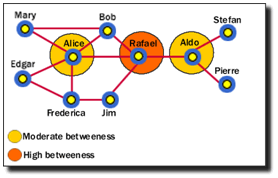 Mary
Bob
Stefan
Alice
Rafael
Aldo
Edgar
Pierre
Frederica
Jim
Moderate betweeness
High betweeness